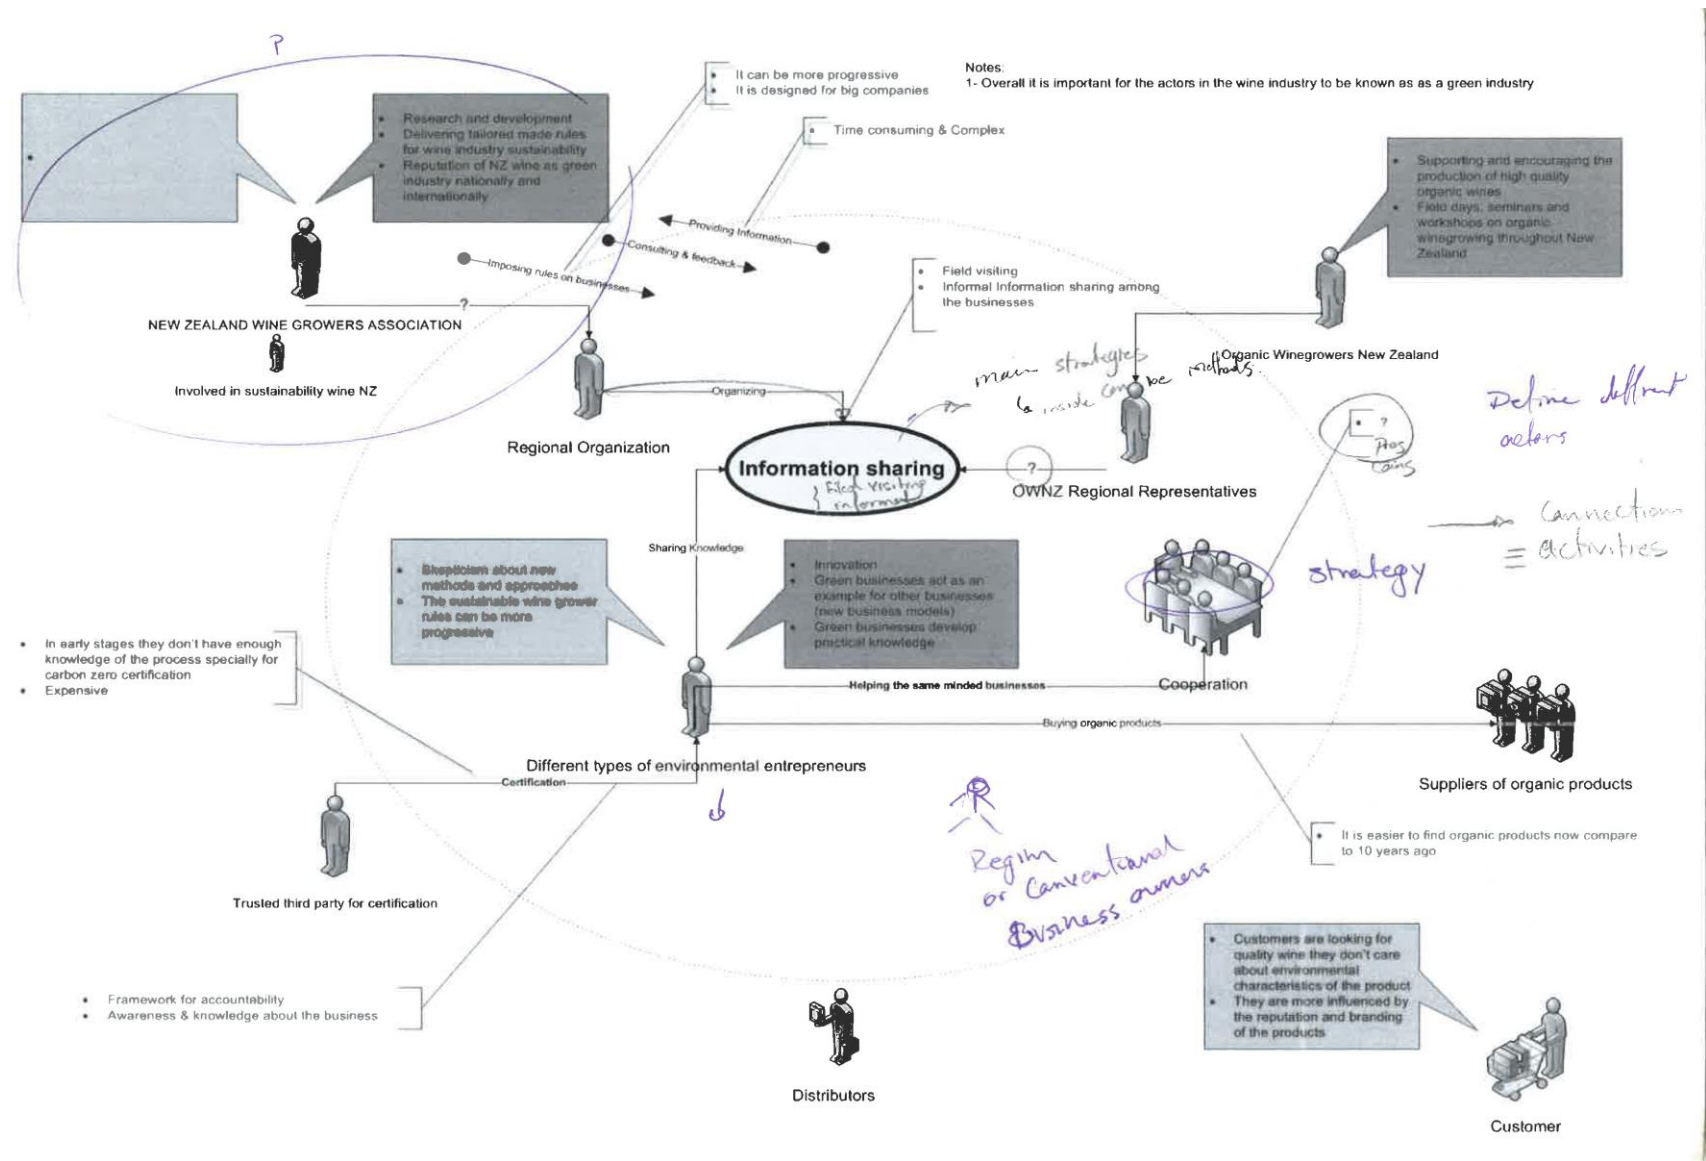 ?
It can be more progressive
It is designed for big companies
Notes:
1- Overall it is important for the actors in the wine industry to be known as as a green industry
Time consuming & Complex
Research and development
Delivering tailored made rules
for wine industry sustainability
Reputation of NZ wine as green
industry nationally and
internationally
Supporting and encouraging the
production of high quality
organic wines
Field days, seminars and
workshops on organic
winegrowing throughout New
Zealand
Providing Information
Consulting & feedback
Imposing rules on businesses
Field visiting
Informal Information sharing among
the businesses
?
NEW ZEALAND WINE GROWERS ASSOCIATION
Involved in sustainability wine NZ
Organic Winegrowers New Zealand
main strategies
inside can be methods.
Organizing
Regional Organization
Define diffrent
actors
?
Information sharing
visiting
informal
?
OWNZ Regional Representatives
Connection
= activities
Sharing Knowledge
Skepticism about new
methods and approaches
The sustainable wine grower
rules can be more
progressive
Innovation
Green businesses act as an
example for other businesses
(new business models)
Green businesses develop
practical knowledge
strategy
In early stages they don't have enough
knowledge of the process specially for
carbon zero certification
Expensive
Helping the same minded businesses
Cooperation
Buying organic products
Different types of environmental entrepreneurs
Certification
Suppliers of organic products
It is easier to find organic products now compare
to 10 years ago
Regim
or Conventional
Business owners
Trusted third party for certification
Customers are looking for
quality wine they don't care
about environmental
characteristics of the product
They are more influenced by
the reputation and branding
of the products
Framework for accountability
Awareness & knowledge about the business
Distributors
Customer